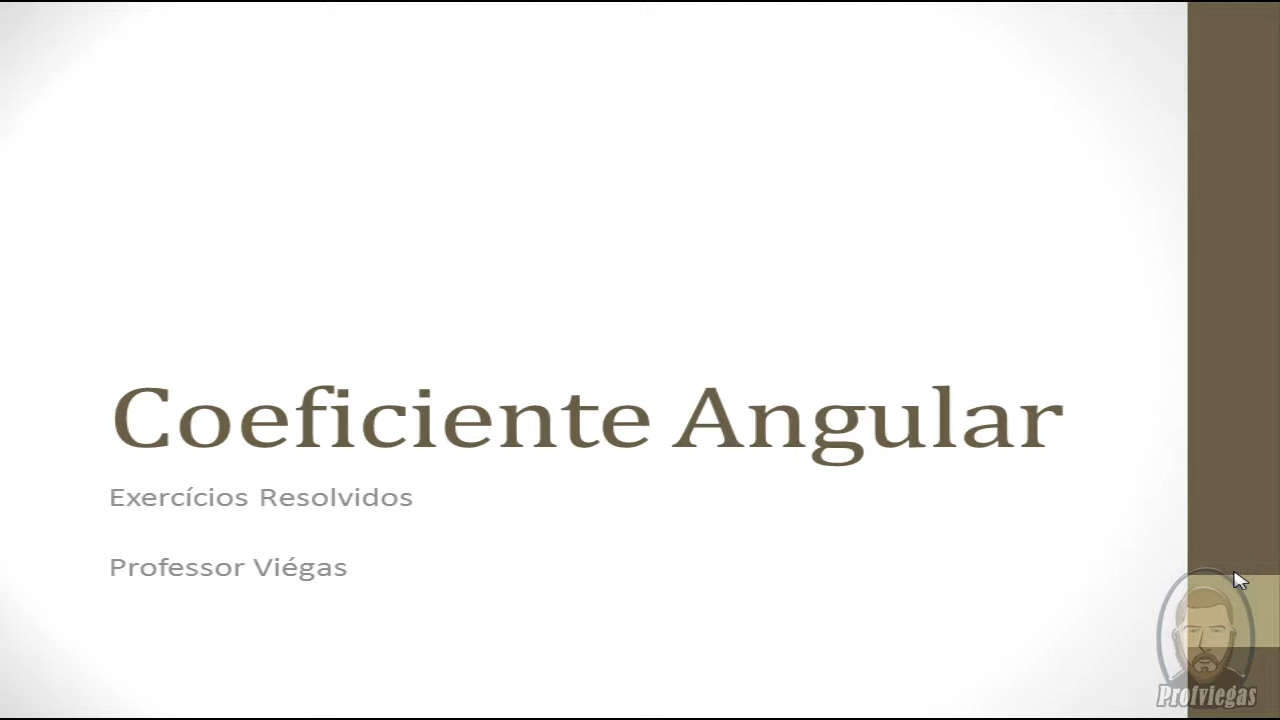 Coeficiente Angular
Exercícios Resolvidos
Professor Viégas
Profviegas